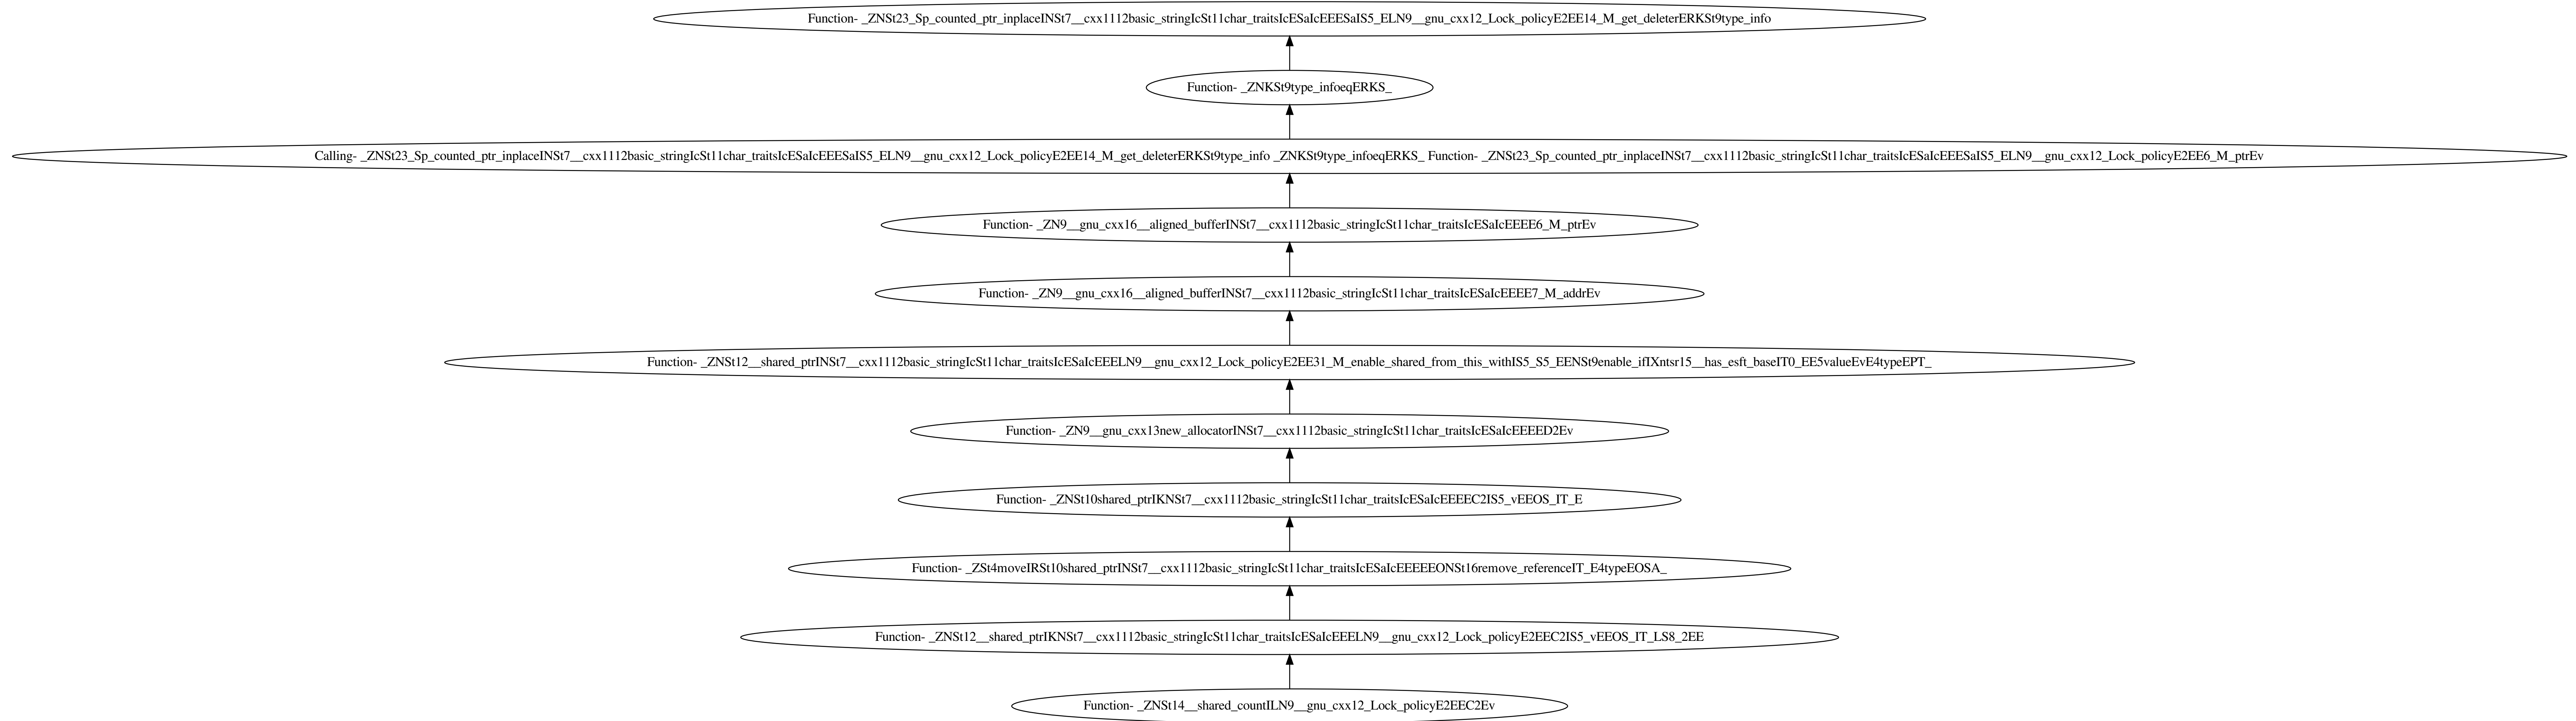 Function- _ZNSt23_Sp_counted_ptr_inplaceINSt7__cxx1112basic_stringIcSt11char_traitsIcESaIcEEESaIS5_ELN9__gnu_cxx12_Lock_policyE2EE14_M_get_deleterERKSt9type_info
Function- _ZNKSt9type_infoeqERKS_
Calling- _ZNSt23_Sp_counted_ptr_inplaceINSt7__cxx1112basic_stringIcSt11char_traitsIcESaIcEEESaIS5_ELN9__gnu_cxx12_Lock_policyE2EE14_M_get_deleterERKSt9type_info _ZNKSt9type_infoeqERKS_ Function- _ZNSt23_Sp_counted_ptr_inplaceINSt7__cxx1112basic_stringIcSt11char_traitsIcESaIcEEESaIS5_ELN9__gnu_cxx12_Lock_policyE2EE6_M_ptrEv
Function- _ZN9__gnu_cxx16__aligned_bufferINSt7__cxx1112basic_stringIcSt11char_traitsIcESaIcEEEE6_M_ptrEv
Function- _ZN9__gnu_cxx16__aligned_bufferINSt7__cxx1112basic_stringIcSt11char_traitsIcESaIcEEEE7_M_addrEv
Function- _ZNSt12__shared_ptrINSt7__cxx1112basic_stringIcSt11char_traitsIcESaIcEEELN9__gnu_cxx12_Lock_policyE2EE31_M_enable_shared_from_this_withIS5_S5_EENSt9enable_ifIXntsr15__has_esft_baseIT0_EE5valueEvE4typeEPT_
Function- _ZN9__gnu_cxx13new_allocatorINSt7__cxx1112basic_stringIcSt11char_traitsIcESaIcEEEED2Ev
Function- _ZNSt10shared_ptrIKNSt7__cxx1112basic_stringIcSt11char_traitsIcESaIcEEEEC2IS5_vEEOS_IT_E
Function- _ZSt4moveIRSt10shared_ptrINSt7__cxx1112basic_stringIcSt11char_traitsIcESaIcEEEEEONSt16remove_referenceIT_E4typeEOSA_
Function- _ZNSt12__shared_ptrIKNSt7__cxx1112basic_stringIcSt11char_traitsIcESaIcEEELN9__gnu_cxx12_Lock_policyE2EEC2IS5_vEEOS_IT_LS8_2EE
Function- _ZNSt14__shared_countILN9__gnu_cxx12_Lock_policyE2EEC2Ev